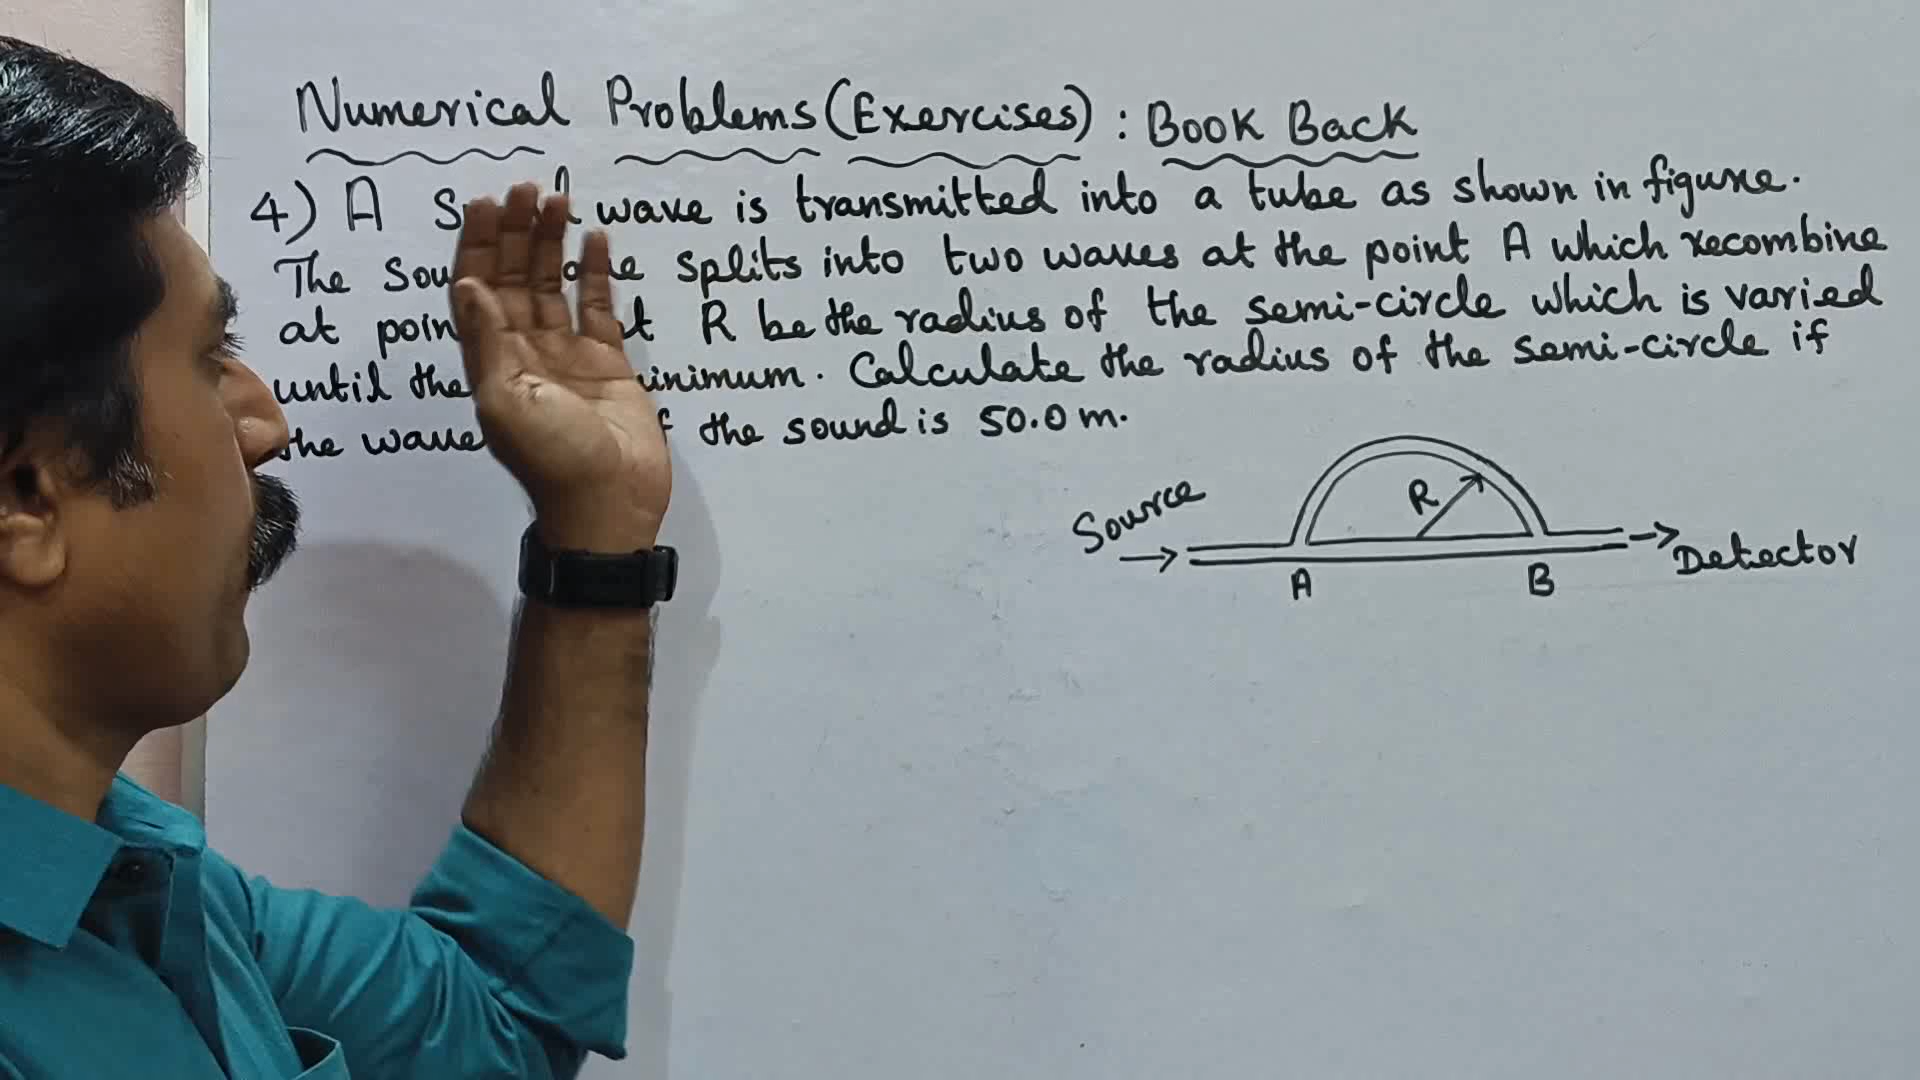 Numerical Problems (Exercises) : Book Back
4) A wave is transmitted into a tube as shown in figure.
The splits into two waves at the point A which recombine
at R be the radius of the semi-circle which is varied
until the minimum. Calculate the radius of the semi-circle if
the the sound is 50.0 m.
R
Source
Detector
A B